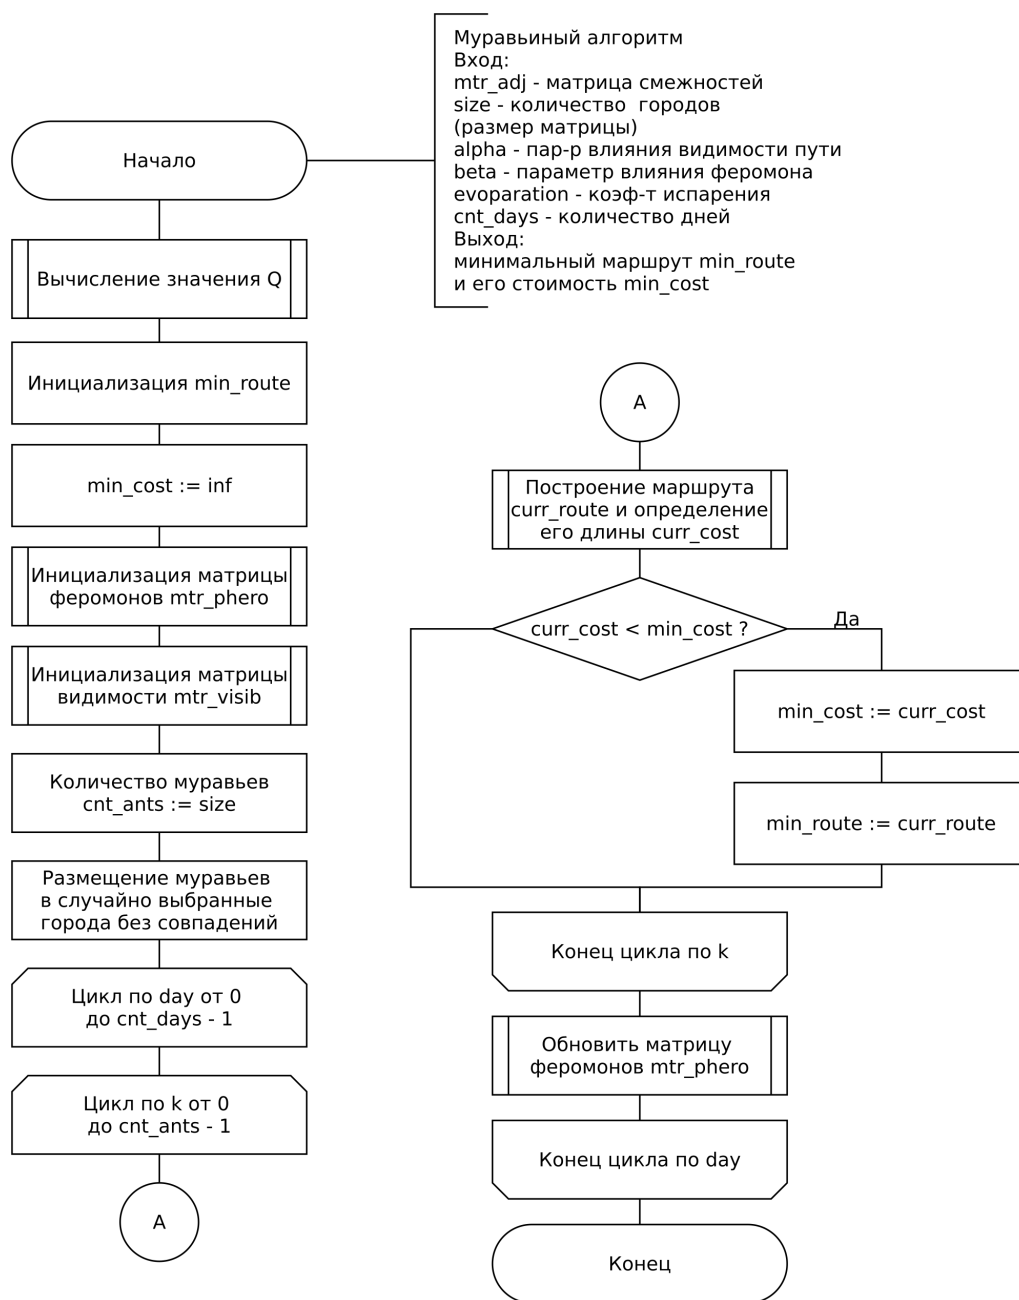 Муравьиный алгоритм
Вход:
mtr_adj - матрица смежностей
size - количество  городов
(размер матрицы)
alpha - пар-р влияния видимости пути
beta - параметр влияния феромона
evoparation - коэф-т испарения
cnt_days - количество дней
Выход:
минимальный маршрут min_route
и его стоимость min_cost
Начало
Вычисление значения Q
Инициализация min_route
min_cost := inf
Инициализация матрицы
феромонов mtr_phero
Инициализация матрицы
видимости mtr_visib
Количество муравьев
cnt_ants := size
Размещение муравьев
в случайно выбранные
города без совпадений
Цикл по day от 0
до cnt_days - 1
Цикл по k от 0
до cnt_ants - 1
A
A
Построение маршрута
curr_route и определение
его длины curr_cost
curr_cost < min_cost ?
Да
min_cost := curr_cost
min_route := curr_route
Конец цикла по k
Обновить матрицу
феромонов mtr_phero
Конец цикла по day
Конец